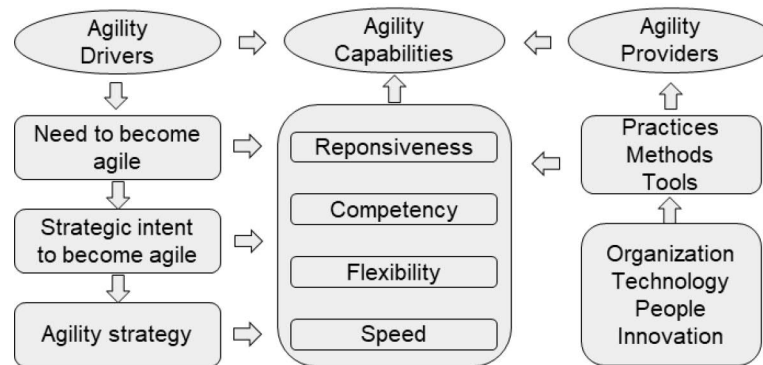 Agility
Drivers
Agility
Capabilities
Agility
Providers
Need to become
agile
Strategic intent
to become agile
Agility strategy
Reponsiveness
Competency
Flexibility
Speed
Practices
Methods
Tools
Organization
Technology
People
Innovation